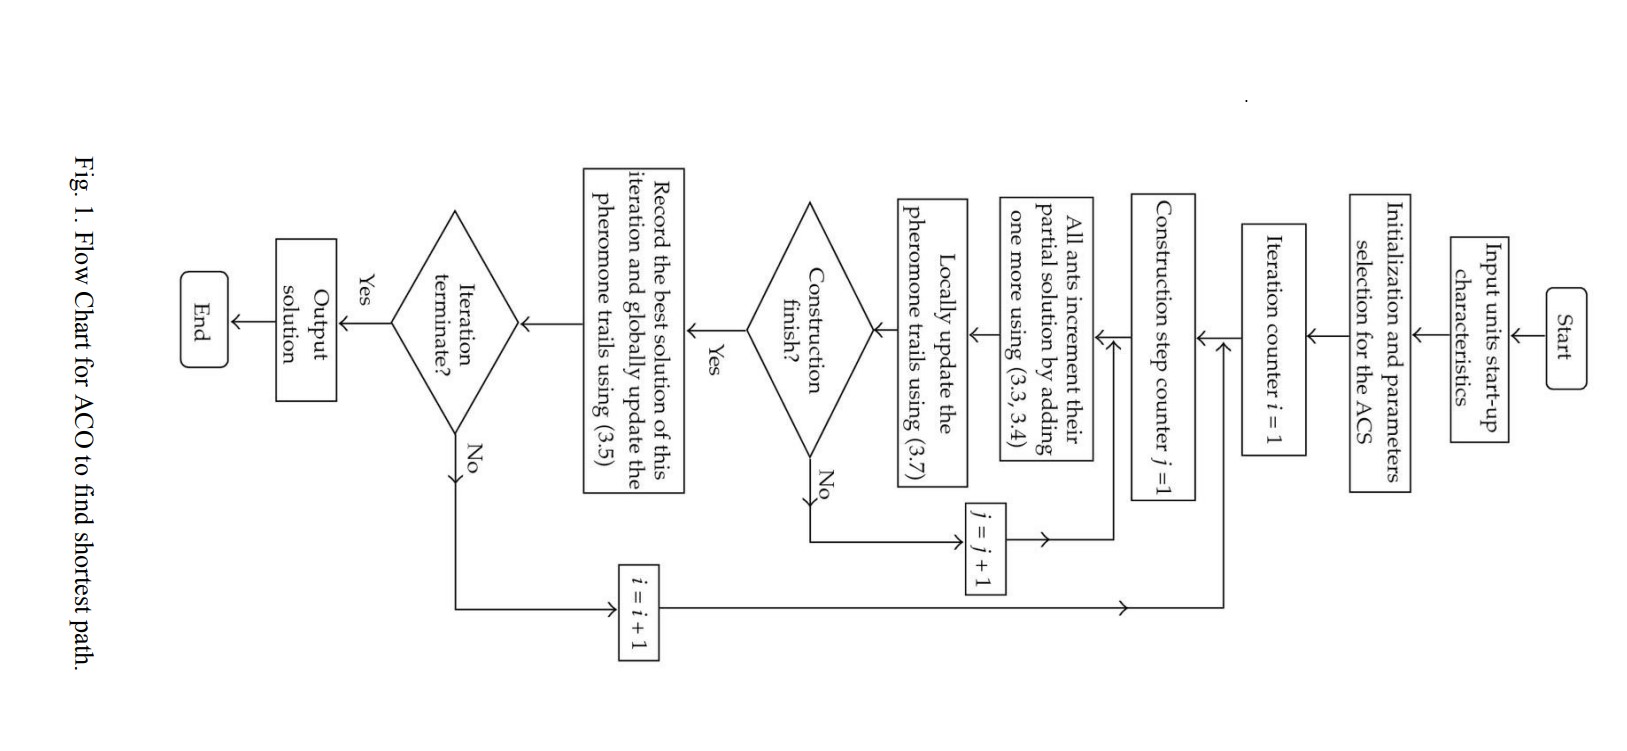 Start
Input units start-up
characteristics
Initialization and parameters
selection for the ACS
Iteration counter i = 1
Construction step counter j =1
All ants increment their
partial solution by adding
one more using (3.3, 3.4)
j = j + 1
Locally update the
pheromone trails using (3.7)
Construction
finish?
No
Yes
Record the best solution of this
iteration and globally update the
pheromone trails using (3.5)
i = i + 1
Iteration
terminate?
No
Yes
Output
solution
End
Fig. 1. Flow Chart for ACO to find shortest path.